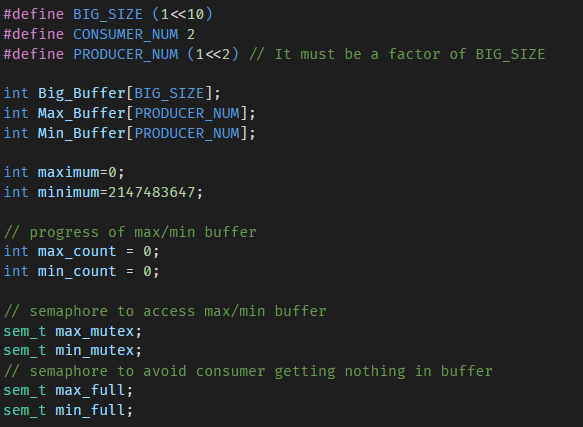 #define BIG_SIZE (1<<10)
#define CONSUMER_NUM 2
#define PRODUCER_NUM (1<<2) // It must be a factor of BIG_SIZE
int Big_Buffer[BIG_SIZE];
int Max_Buffer[PRODUCER_NUM];
int Min_Buffer[PRODUCER_NUM];
int maximum=0;
int minimum=2147483647;
// progress of max/min buffer
int max_count = 0;
int min_count = 0;
// semaphore to access max/min buffer
sem_t max_mutex;
sem_t min_mutex;
// semaphore to avoid consumer getting nothing in buffer
sem_t max_full;
sem_t min_full;